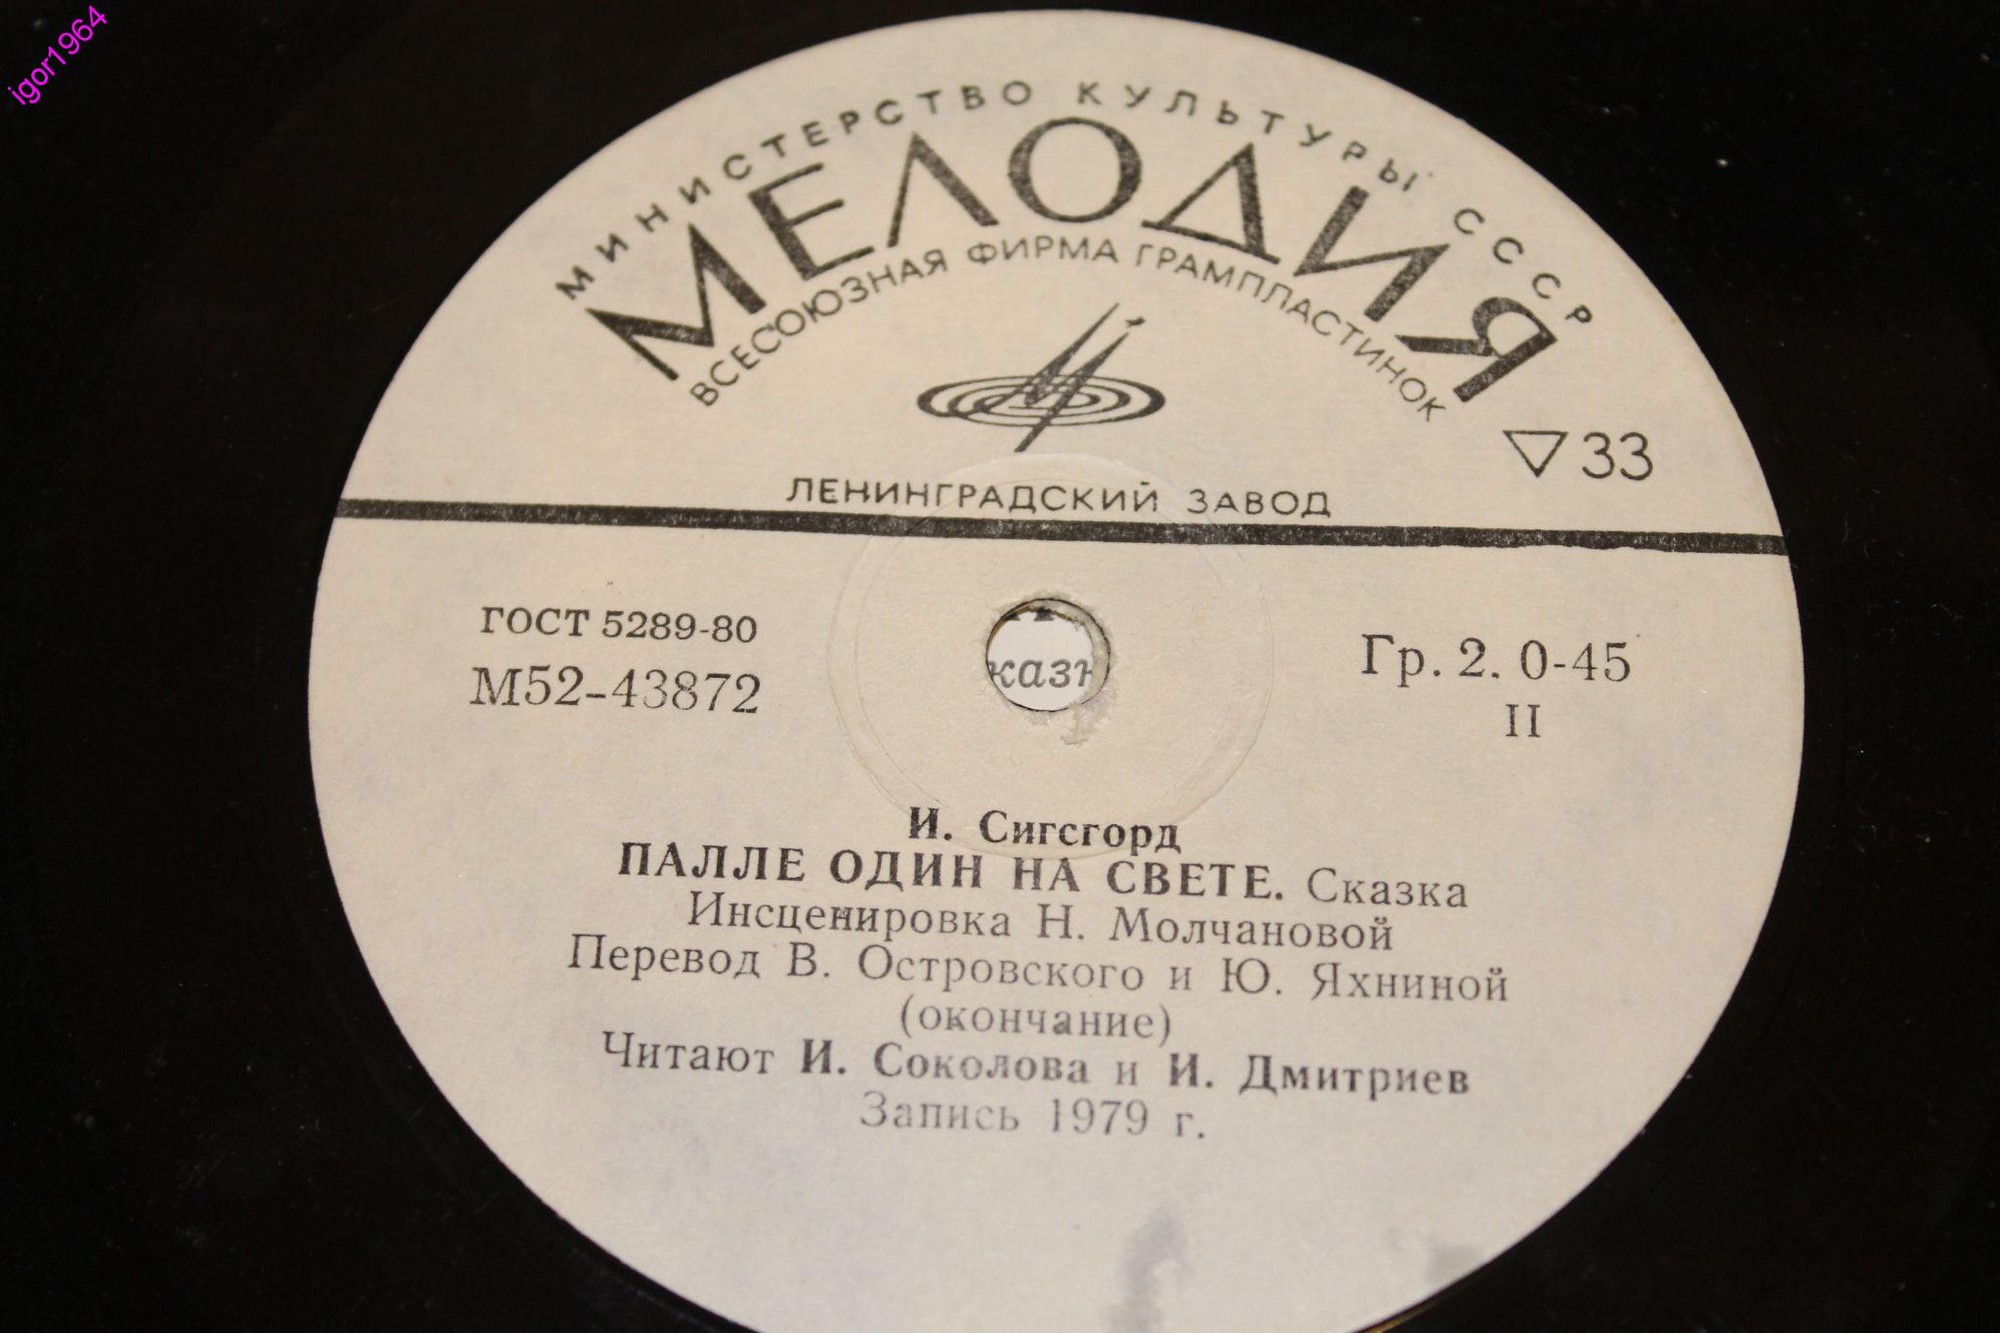 igor1964
МИНИСТЕРСТВО КУЛЬТУРЫ СССР
МЕЛОДИЯ
ВСЕСОЮЗНАЯ ФИРМА ГРАМПЛАСТИНОК
▽33
ЛЕНИНГРАДСКИЙ ЗАВОД
ГОСТ 5289-80
М52-43872
Гр. 2. 0-45
II
казк
И. Сигсгорд
ПАЛЛЕ ОДИН НА СВЕТЕ. Сказка
Инсценировка Н. Молчановой
Перевод В. Островского и Ю. Яхниной
(окончание)
Читают И. Соколова и И. Дмитриев
Запись 1979 г.